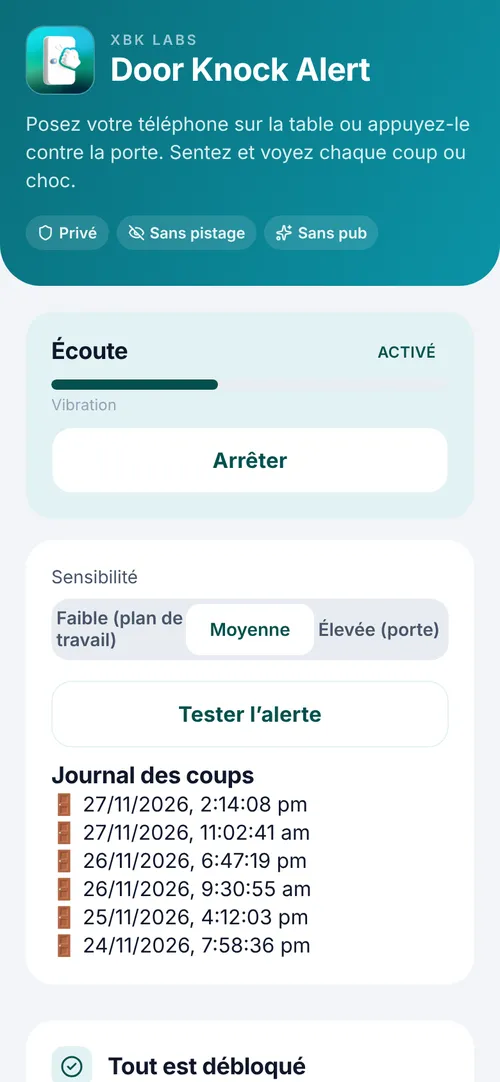 XBK LABS
Door Knock Alert
Posez votre téléphone sur la table ou appuyez-le
contre la porte. Sentez et voyez chaque coup ou
choc.
Privé
Sans pistage
Sans pub
Écoute
ACTIVÉ
Vibration
Arrêter
Sensibilité
Faible (plan de
travail)
Moyenne
Élevée (porte)
Tester l’alerte
Journal des coups
🚪 27/11/2026, 2:14:08 pm
🚪 27/11/2026, 11:02:41 am
🚪 26/11/2026, 6:47:19 pm
🚪 26/11/2026, 9:30:55 am
🚪 25/11/2026, 4:12:03 pm
🚪 24/11/2026, 7:58:36 pm
Tout est débloqué